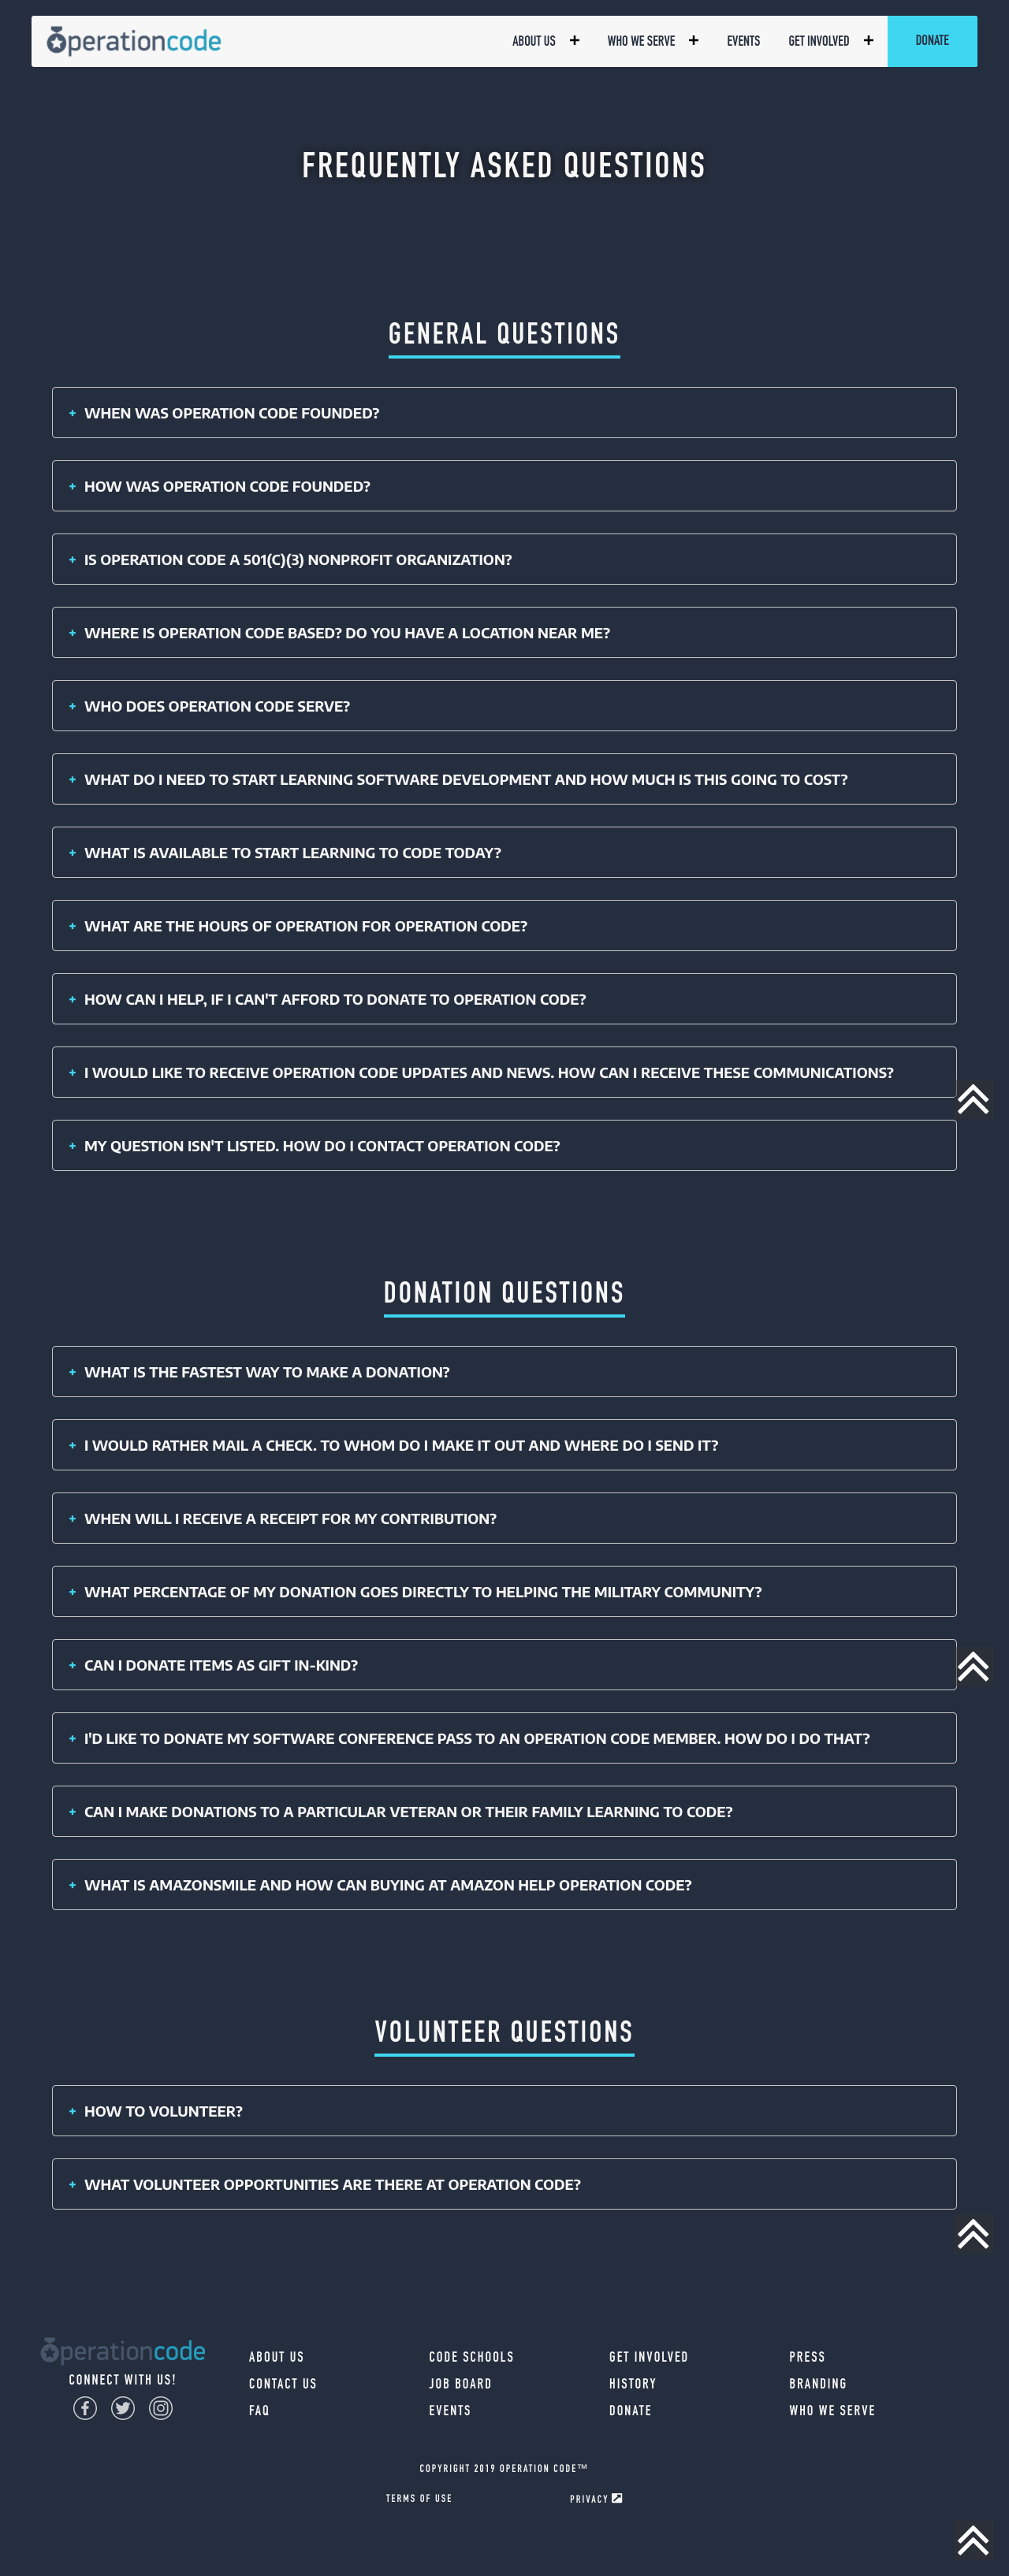 Operationcode
ABOUT US + WHO WE SERVE + EVENTS GET INVOLVED + DONATE
FREQUENTLY ASKED QUESTIONS
GENERAL QUESTIONS
+ WHEN WAS OPERATION CODE FOUNDED?
+ HOW WAS OPERATION CODE FOUNDED?
+ IS OPERATION CODE A 501(C)(3) NONPROFIT ORGANIZATION?
+ WHERE IS OPERATION CODE BASED? DO YOU HAVE A LOCATION NEAR ME?
+ WHO DOES OPERATION CODE SERVE?
+ WHAT DO I NEED TO START LEARNING SOFTWARE DEVELOPMENT AND HOW MUCH IS THIS GOING TO COST?
+ WHAT IS AVAILABLE TO START LEARNING TO CODE TODAY?
+ WHAT ARE THE HOURS OF OPERATION FOR OPERATION CODE?
+ HOW CAN I HELP, IF I CAN'T AFFORD TO DONATE TO OPERATION CODE?
+ I WOULD LIKE TO RECEIVE OPERATION CODE UPDATES AND NEWS. HOW CAN I RECEIVE THESE COMMUNICATIONS?
+ MY QUESTION ISN'T LISTED. HOW DO I CONTACT OPERATION CODE?
DONATION QUESTIONS
+ WHAT IS THE FASTEST WAY TO MAKE A DONATION?
+ I WOULD RATHER MAIL A CHECK. TO WHOM DO I MAKE IT OUT AND WHERE DO I SEND IT?
+ WHEN WILL I RECEIVE A RECEIPT FOR MY CONTRIBUTION?
+ WHAT PERCENTAGE OF MY DONATION GOES DIRECTLY TO HELPING THE MILITARY COMMUNITY?
+ CAN I DONATE ITEMS AS GIFT IN-KIND?
+ I'D LIKE TO DONATE MY SOFTWARE CONFERENCE PASS TO AN OPERATION CODE MEMBER. HOW DO I DO THAT?
+ CAN I MAKE DONATIONS TO A PARTICULAR VETERAN OR THEIR FAMILY LEARNING TO CODE?
+ WHAT IS AMAZONSMILE AND HOW CAN BUYING AT AMAZON HELP OPERATION CODE?
VOLUNTEER QUESTIONS
+ HOW TO VOLUNTEER?
+ WHAT VOLUNTEER OPPORTUNITIES ARE THERE AT OPERATION CODE?
Operationcode
CONNECT WITH US!
ABOUT US CODE SCHOOLS GET INVOLVED PRESS
CONTACT US JOB BOARD HISTORY BRANDING
FAQ EVENTS DONATE WHO WE SERVE
COPYRIGHT 2019 OPERATION CODE™
TERMS OF USE PRIVACY